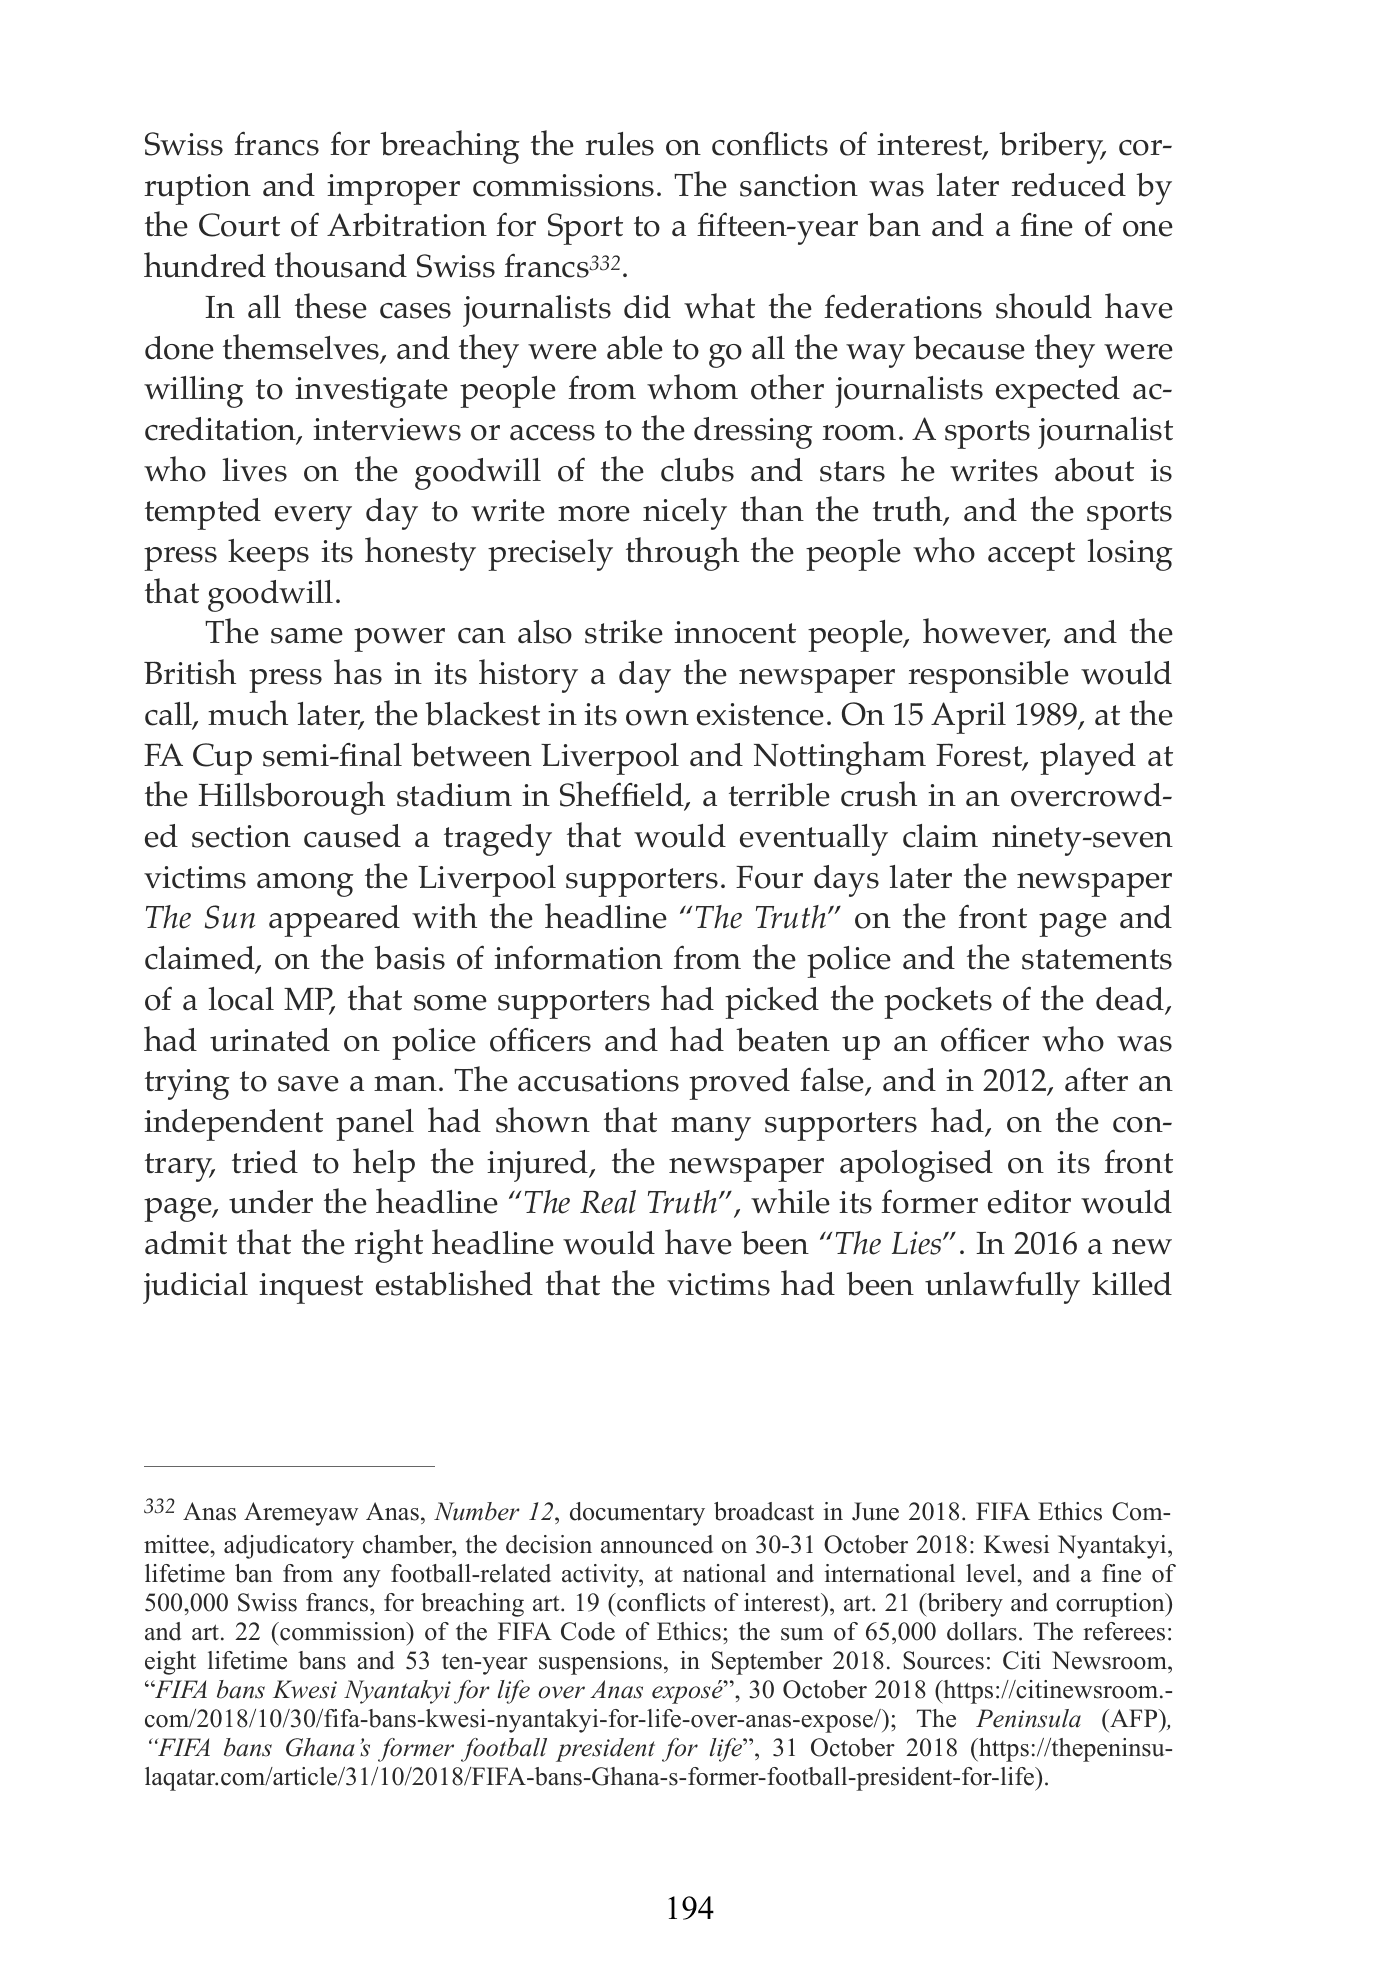 Swiss francs for breaching the rules on conflicts of interest, bribery, cor-
ruption and improper commissions. The sanction was later reduced by
the Court of Arbitration for Sport to a fifteen-year ban and a fine of one
hundred thousand Swiss francs332.
In all these cases journalists did what the federations should have
done themselves, and they were able to go all the way because they were
willing to investigate people from whom other journalists expected ac-
creditation, interviews or access to the dressing room. A sports journalist
who lives on the goodwill of the clubs and stars he writes about is
tempted every day to write more nicely than the truth, and the sports
press keeps its honesty precisely through the people who accept losing
that goodwill.
The same power can also strike innocent people, however, and the
British press has in its history a day the newspaper responsible would
call, much later, the blackest in its own existence. On 15 April 1989, at the
FA Cup semi-final between Liverpool and Nottingham Forest, played at
the Hillsborough stadium in Sheffield, a terrible crush in an overcrowd-
ed section caused a tragedy that would eventually claim ninety-seven
victims among the Liverpool supporters. Four days later the newspaper
The Sun appeared with the headline “The Truth” on the front page and
claimed, on the basis of information from the police and the statements
of a local MP, that some supporters had picked the pockets of the dead,
had urinated on police officers and had beaten up an officer who was
trying to save a man. The accusations proved false, and in 2012, after an
independent panel had shown that many supporters had, on the con-
trary, tried to help the injured, the newspaper apologised on its front
page, under the headline “The Real Truth”, while its former editor would
admit that the right headline would have been “The Lies”. In 2016 a new
judicial inquest established that the victims had been unlawfully killed
332 Anas Aremeyaw Anas, Number 12, documentary broadcast in June 2018. FIFA Ethics Com-
mittee, adjudicatory chamber, the decision announced on 30-31 October 2018: Kwesi Nyantakyi,
lifetime ban from any football-related activity, at national and international level, and a fine of
500,000 Swiss francs, for breaching art. 19 (conflicts of interest), art. 21 (bribery and corruption)
and art. 22 (commission) of the FIFA Code of Ethics; the sum of 65,000 dollars. The referees:
eight lifetime bans and 53 ten-year suspensions, in September 2018. Sources: Citi Newsroom,
“FIFA bans Kwesi Nyantakyi for life over Anas exposé”, 30 October 2018 (https://citinewsroom.-
com/2018/10/30/fifa-bans-kwesi-nyantakyi-for-life-over-anas-expose/); The Peninsula (AFP),
“FIFA bans Ghana’s former football president for life”, 31 October 2018 (https://thepeninsu-
laqatar.com/article/31/10/2018/FIFA-bans-Ghana-s-former-football-president-for-life).
194